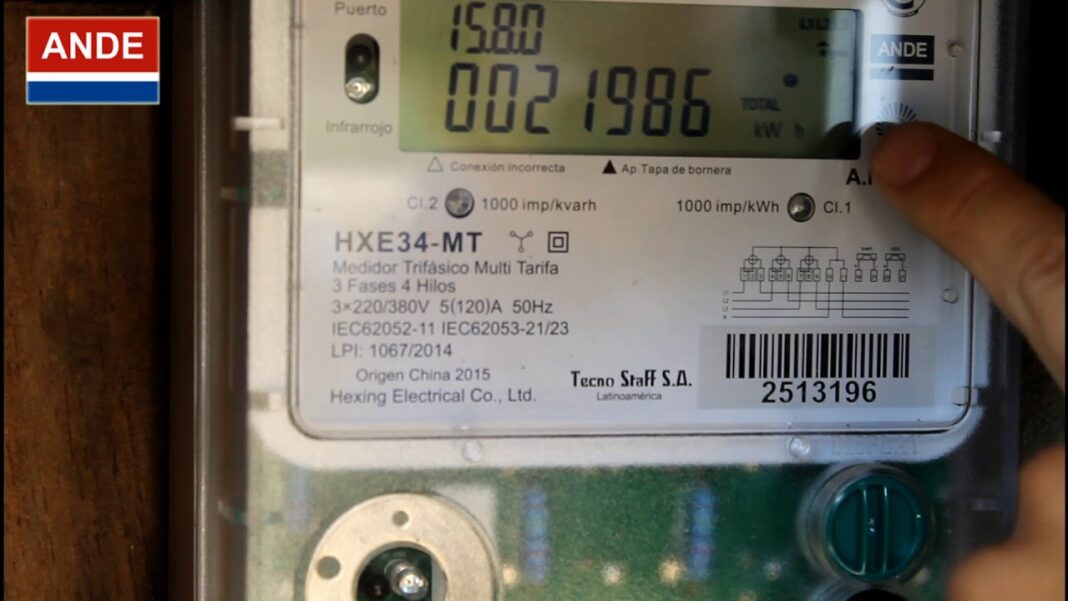 ANDE
Puerto
15.8.0
ANDE
0021986
TOTAL
kW h
Infrarrojo
Conexión incorrecta
Ap.Tapa de bornera
Cl.2 1000 imp/kvarh
1000 imp/kWh Cl.1
HXE34-MT
Medidor Trifásico Multi Tarifa
3 Fases 4 Hilos
3×220/380V 5(120)A 50Hz
IEC62052-11 IEC62053-21/23
LPI: 1067/2014
Origen China 2015
Hexing Electrical Co., Ltd.
Tecno Staff S.A.
Latinoamérica
2513196